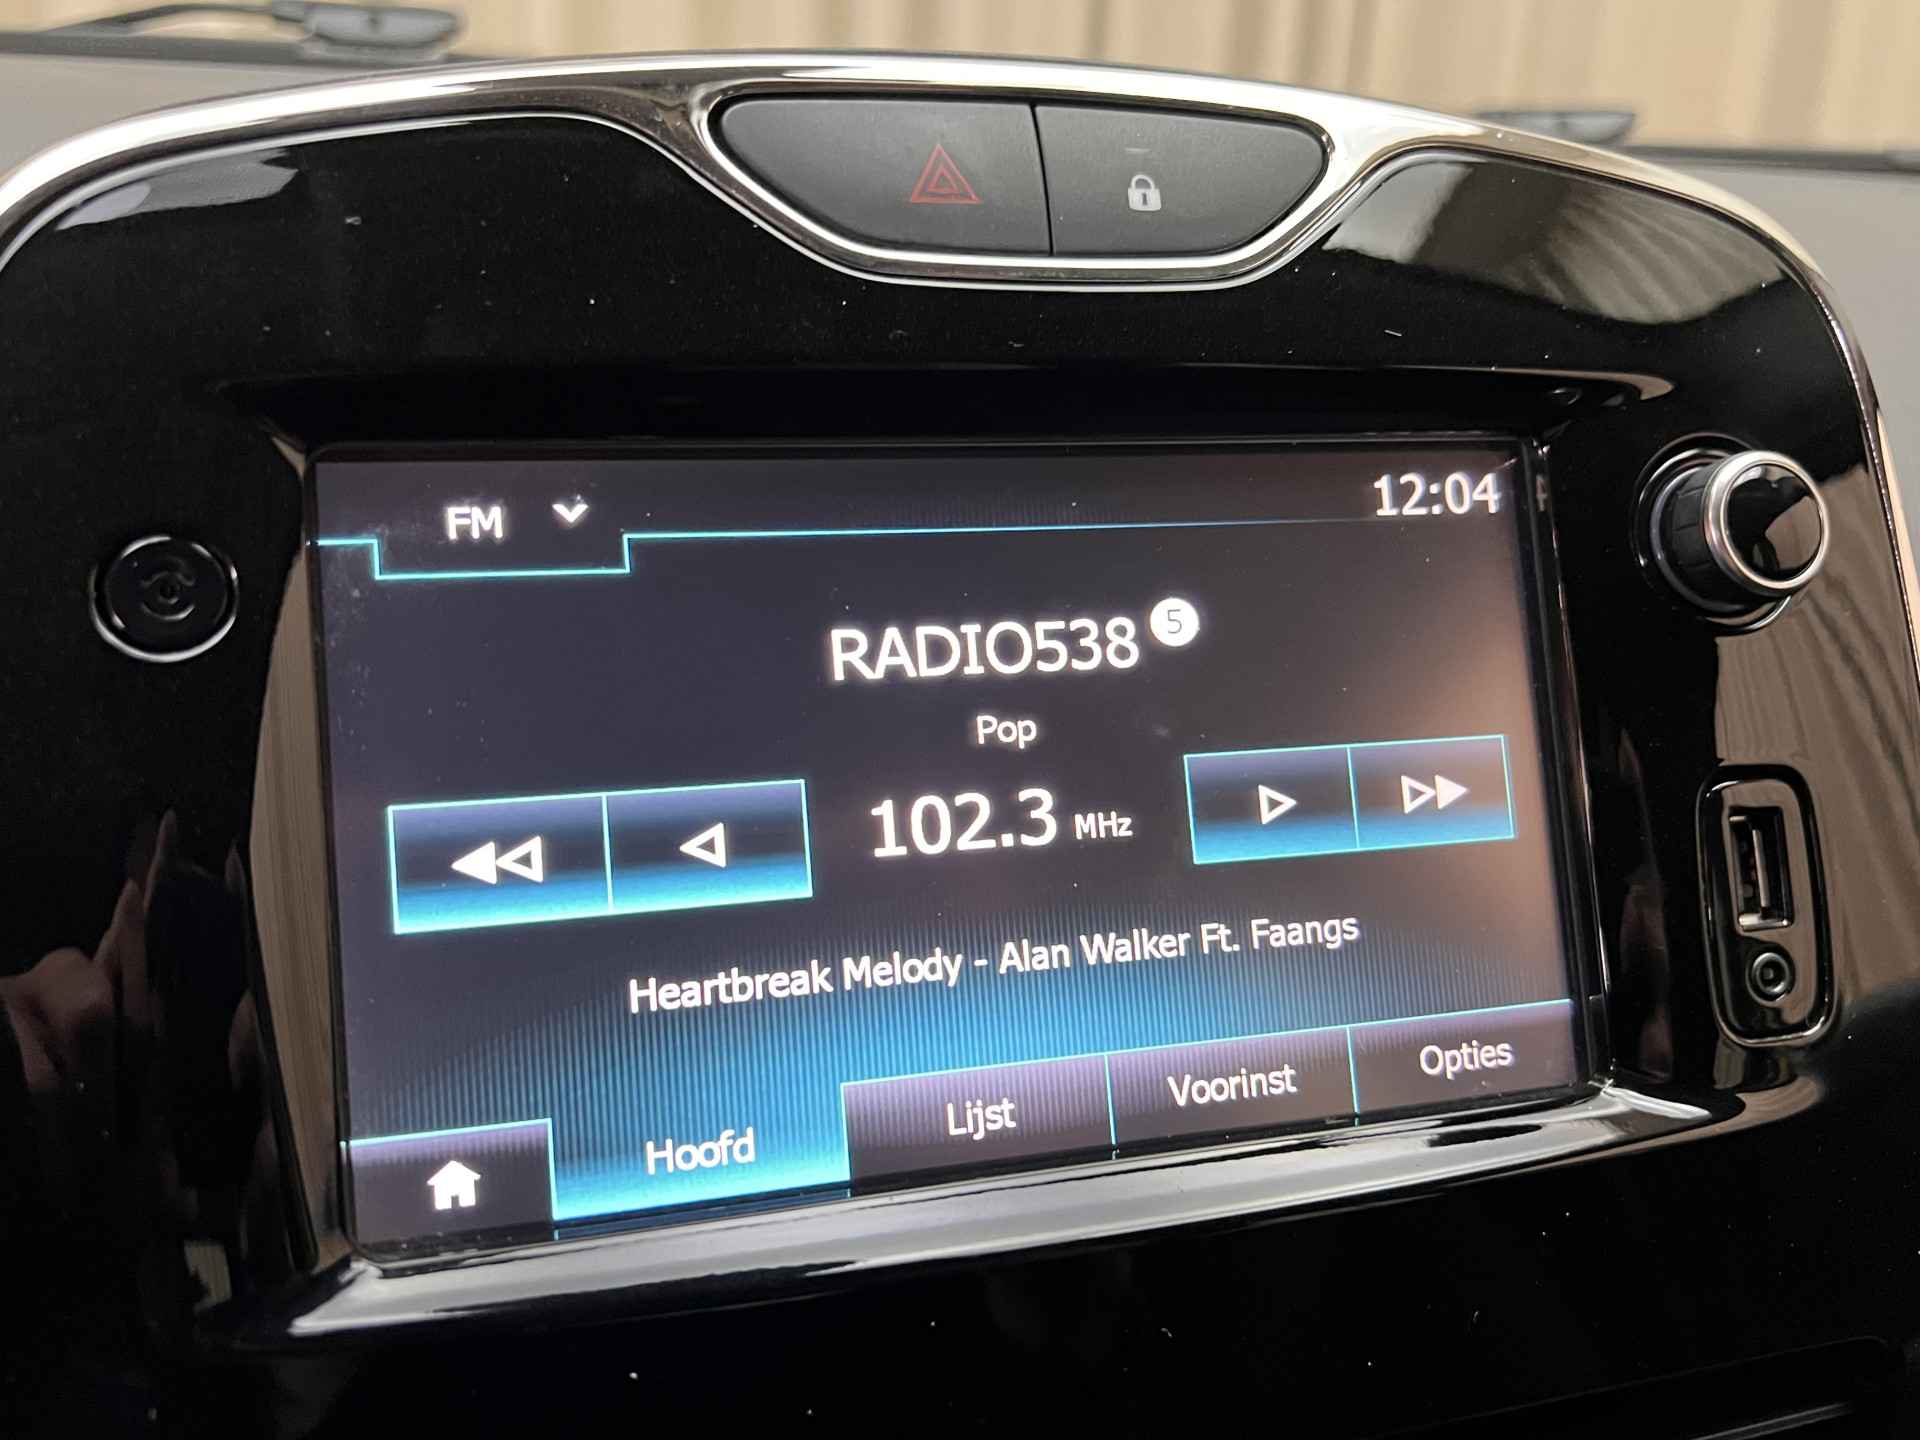 FM
12:04
RADIO538 5
Pop
102.3 MHz
Heartbreak Melody - Alan Walker Ft. Faangs
Hoofd
Lijst
Voorinst
Opties